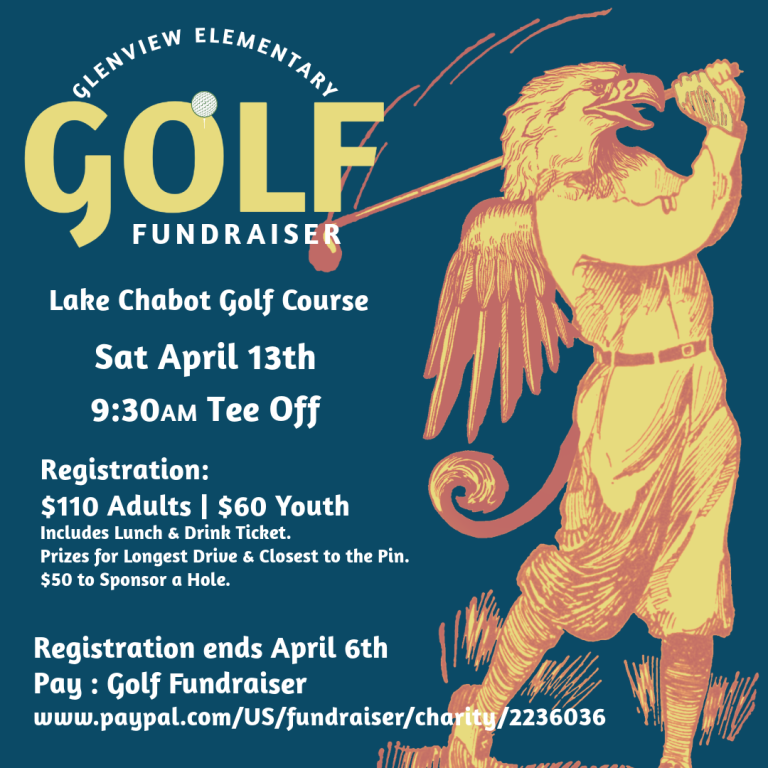 GLENVIEW ELEMENTARY
GOLF
FUNDRAISER
Lake Chabot Golf Course
Sat April 13th
9:30AM Tee Off
Registration:
$110 Adults | $60 Youth
Includes Lunch & Drink Ticket.
Prizes for Longest Drive & Closest to the Pin.
$50 to Sponsor a Hole.
Registration ends April 6th
Pay : Golf Fundraiser
www.paypal.com/US/fundraiser/charity/2236036